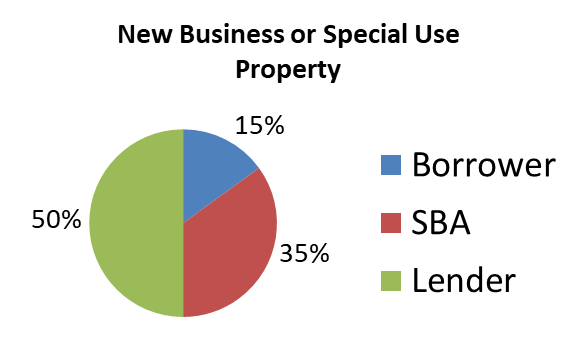 New Business or Special Use
Property
15%
50%
35%
Borrower
SBA
Lender